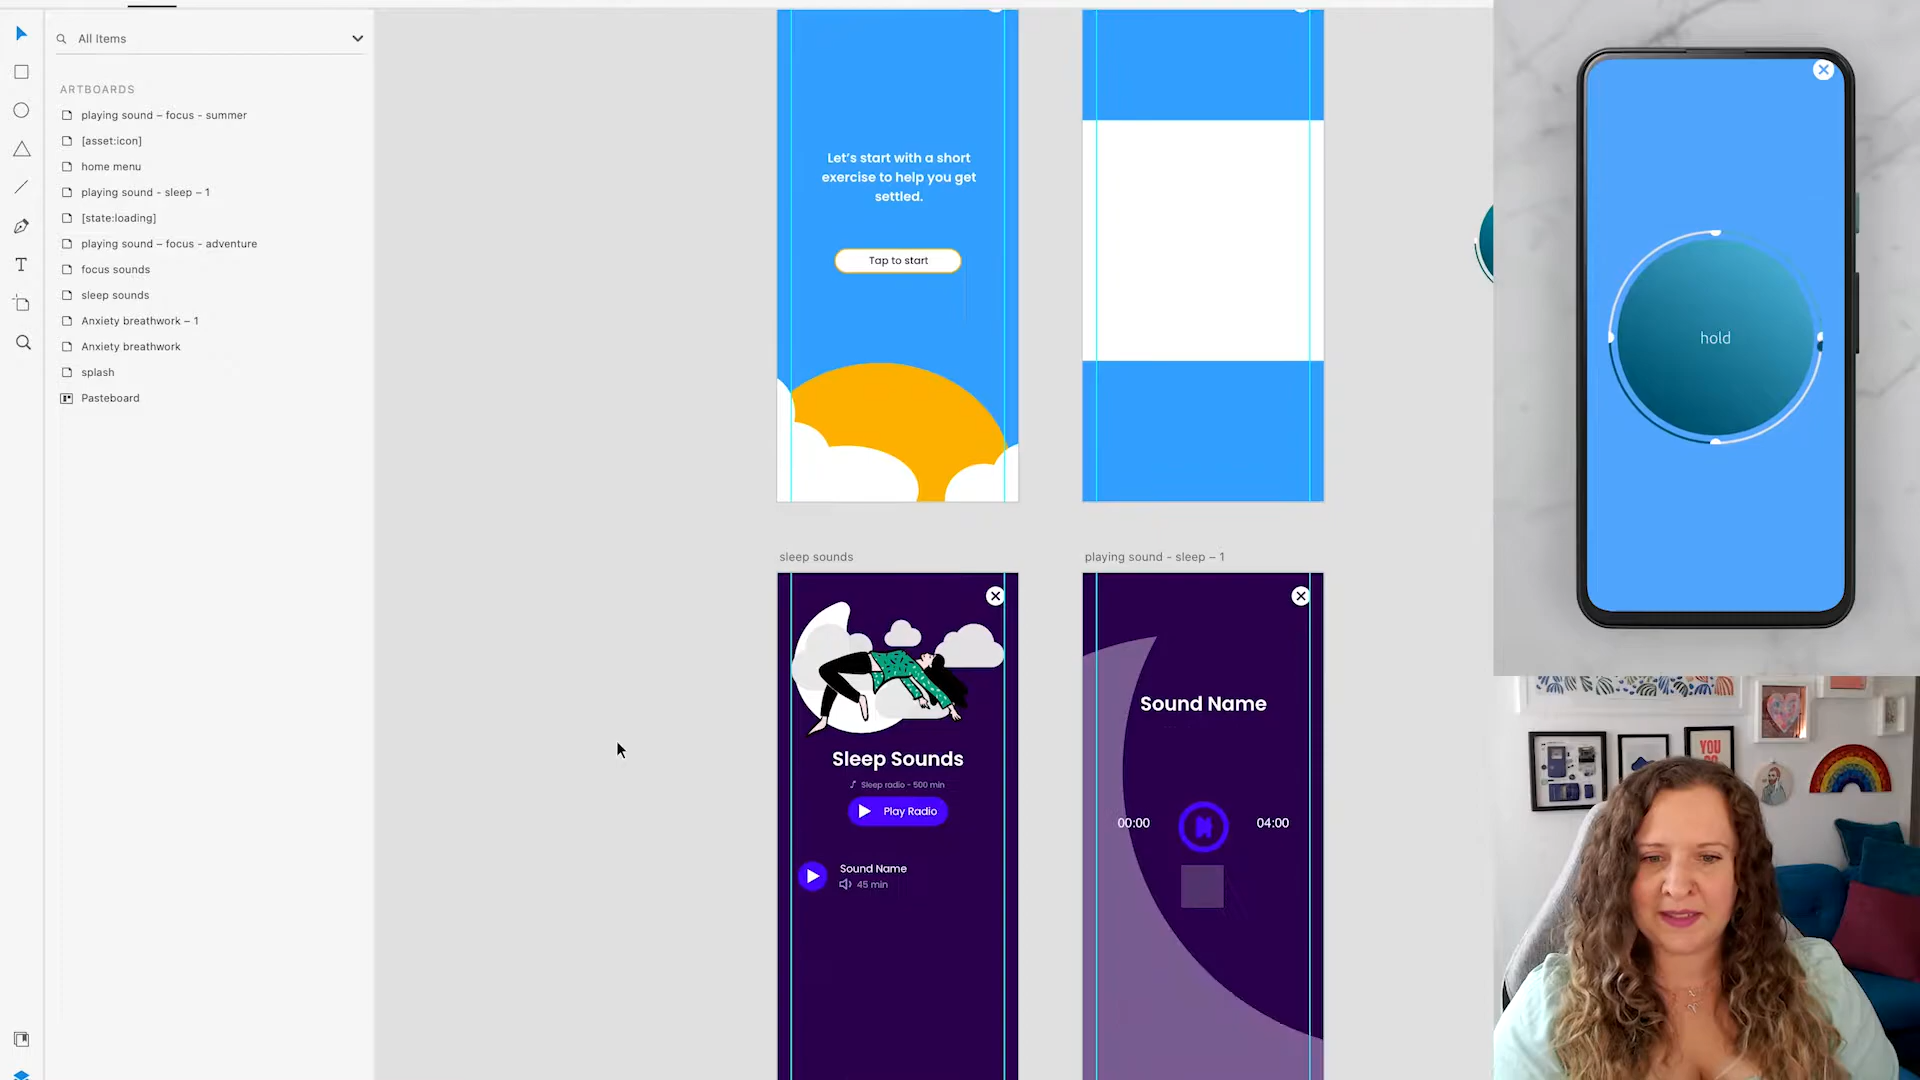 All Items
ARTBOARDS
playing sound – focus - summer
[asset:icon]
home menu
playing sound - sleep – 1
[state:loading]
playing sound – focus - adventure
focus sounds
sleep sounds
Anxiety breathwork – 1
Anxiety breathwork
splash
Pasteboard
Let's start with a short
exercise to help you get
settled.
Tap to start
sleep sounds
Sleep Sounds
Sleep radio - 500 min
Play Radio
Sound Name
45 min
playing sound - sleep – 1
Sound Name
00:00
04:00
hold
YOU